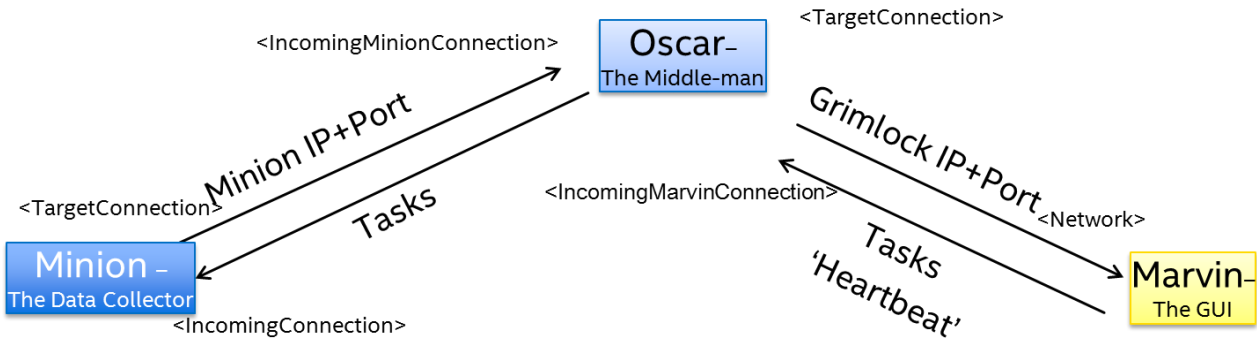 <TargetConnection>
<IncomingMinionConnection>
Oscar–
The Middle-man
Minion IP+Port
Tasks
Grimlock IP+Port
<IncomingMarvinConnection>
<TargetConnection>
<Network>
Tasks
‘Heartbeat’
Minion –
The Data Collector
<IncomingConnection>
Marvin–
The GUI